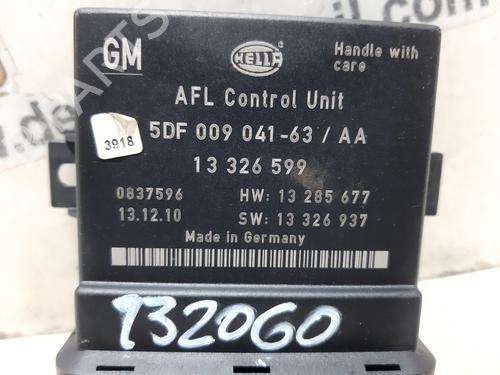 GM
HELLA
Handle with
care
AFL Control Unit
3918
5DF 009 041-63 / AA
13 326 599
0837596 HW: 13 285 677
13.12.10 SW: 13 326 937
Made in Germany
132060